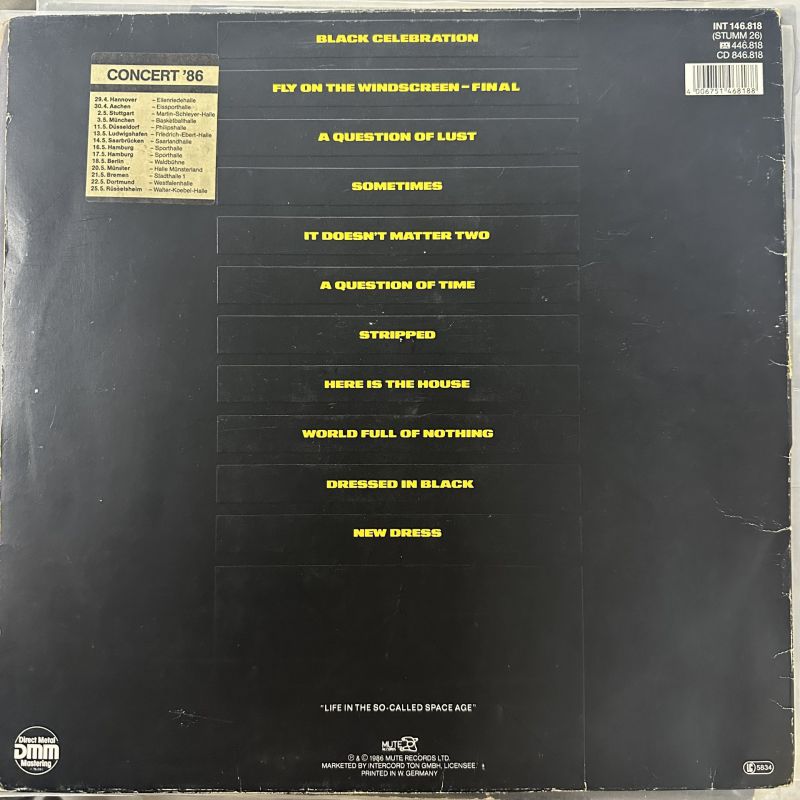 BLACK CELEBRATION
FLY ON THE WINDSCREEN – FINAL
A QUESTION OF LUST
SOMETIMES
IT DOESN'T MATTER TWO
A QUESTION OF TIME
STRIPPED
HERE IS THE HOUSE
WORLD FULL OF NOTHING
DRESSED IN BLACK
NEW DRESS
CONCERT '86
29.4. Hannover – Eilenriedehalle
30.4. Aachen – Eissporthalle
2.5. Stuttgart – Martin-Schleyer-Halle
3.5. München – Basketballhalle
11.5. Düsseldorf – Philipshalle
13.5. Ludwigshafen – Friedrich-Ebert-Halle
14.5. Saarbrücken – Saarlandhalle
16.5. Hamburg – Sporthalle
17.5. Hamburg – Sporthalle
18.5. Berlin – Waldbühne
20.5. Münster – Halle Münsterland
21.5. Bremen – Stadthalle 1
22.5. Dortmund – Westfalenhalle
25.5. Rüsselsheim – Walter-Koebel-Halle
INT 146.818
(STUMM 26)
446.818
CD 846.818
4 006751 468188
"LIFE IN THE SO-CALLED SPACE AGE"
MUTE
℗ & © 1986 MUTE RECORDS LTD.
MARKETED BY INTERCORD TON GMBH, LICENSEE.
PRINTED IN W. GERMANY
Direct Metal
DMM
Mastering
LC 5834